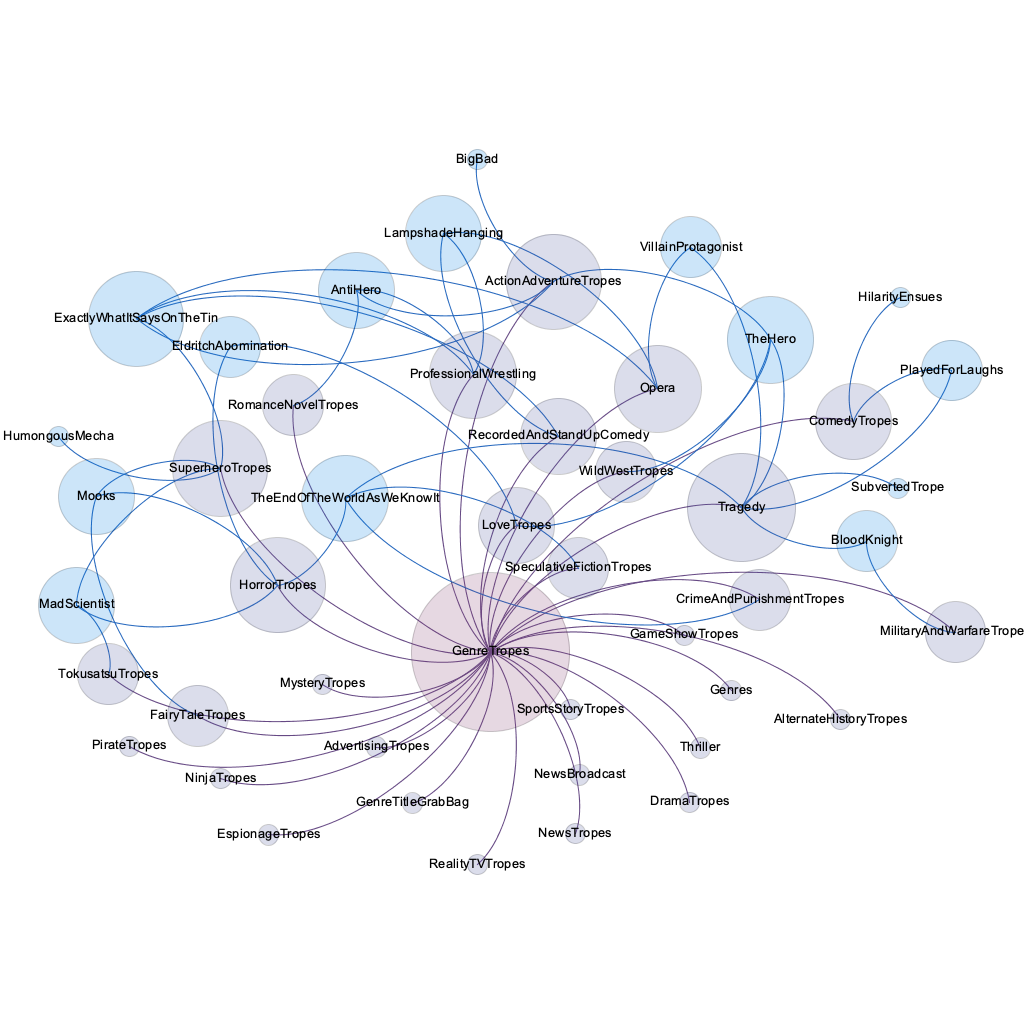 BigBad
LampshadeHanging
VillainProtagonist
ActionAdventureTropes
AntiHero
HilarityEnsues
ExactlyWhatItSaysOnTheTin
TheHero
EldritchAbomination
PlayedForLaughs
ProfessionalWrestling
Opera
RomanceNovelTropes
ComedyTropes
HumongousMecha
RecordedAndStandUpComedy
SuperheroTropes
WildWestTropes
SubvertedTrope
Mooks
TheEndOfTheWorldAsWeKnowIt
Tragedy
LoveTropes
BloodKnight
SpeculativeFictionTropes
HorrorTropes
CrimeAndPunishmentTropes
MadScientist
MilitaryAndWarfareTrope
GameShowTropes
GenreTropes
TokusatsuTropes
MysteryTropes
Genres
SportsStoryTropes
FairyTaleTropes
AlternateHistoryTropes
PirateTropes
AdvertisingTropes
Thriller
NinjaTropes
NewsBroadcast
GenreTitleGrabBag
DramaTropes
EspionageTropes
NewsTropes
RealityTVTropes